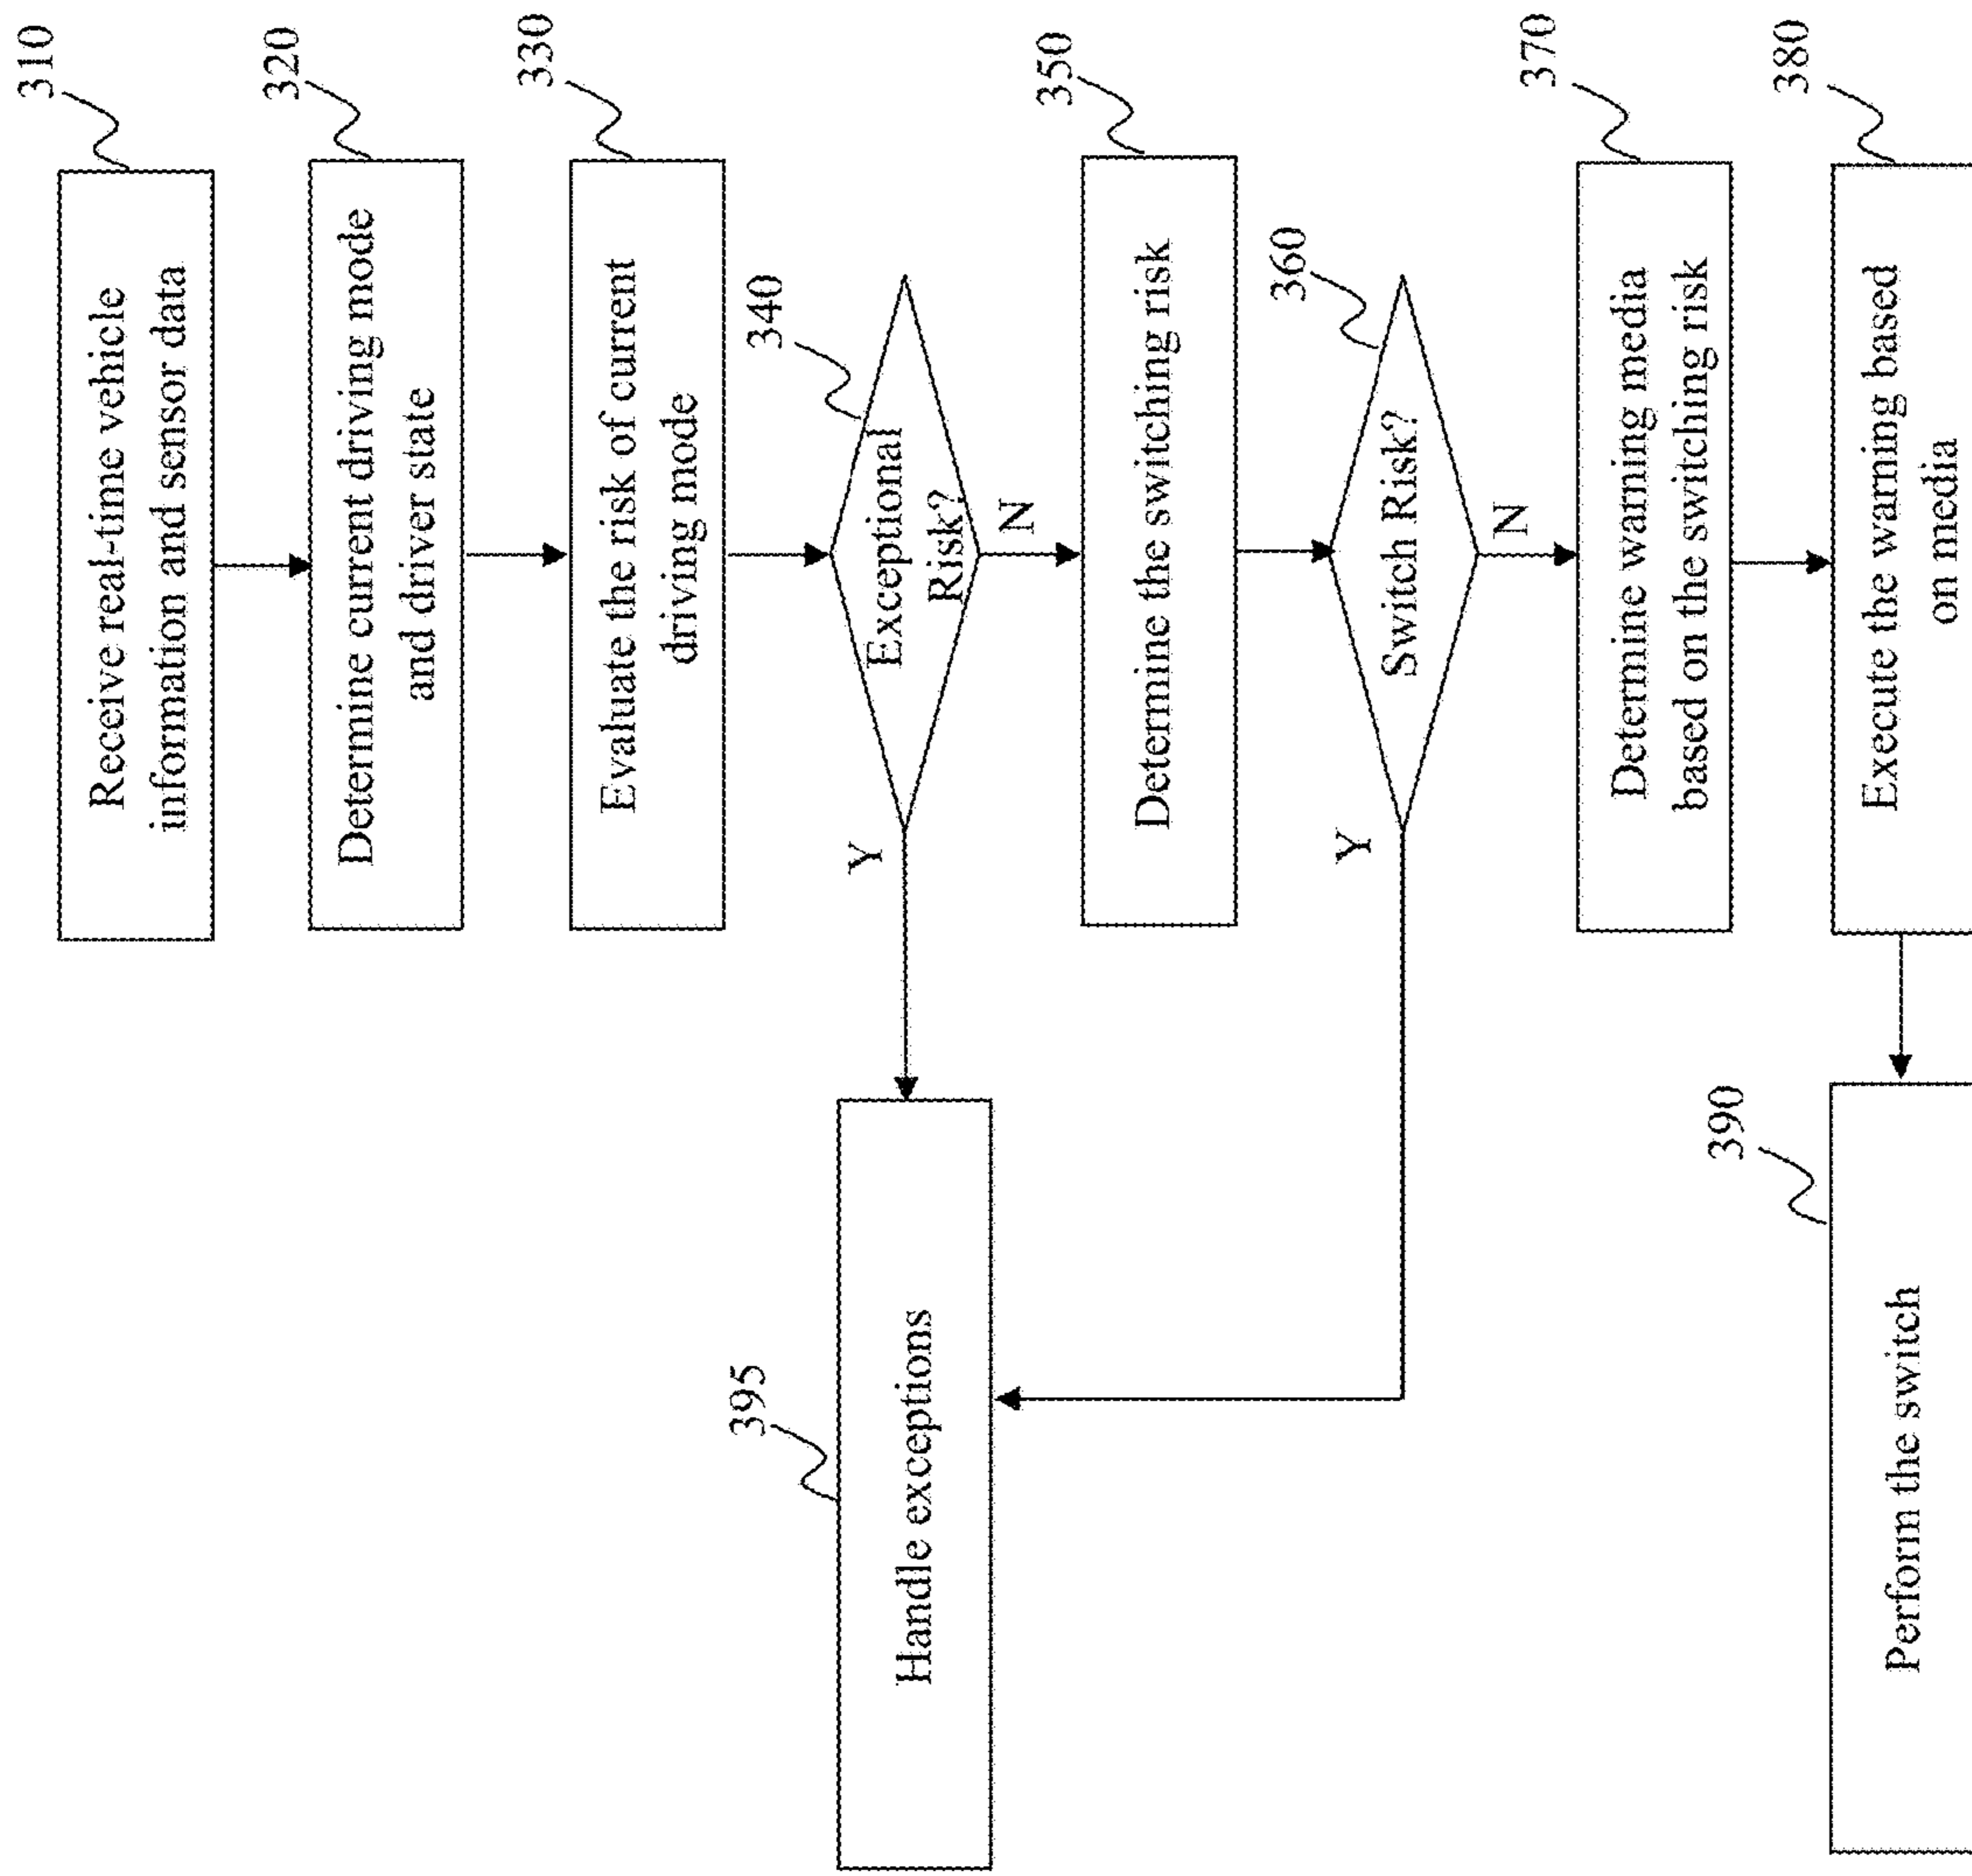 310
Receive real-time vehicle
information and sensor data
320
Determine current driving mode
and driver state
330
Evaluate the risk of current
driving mode
340
Exceptional
Risk?
Y
N
395
Handle exceptions
350
Determine the switching risk
360
Switch Risk?
Y
N
370
Determine warning media
based on the switching risk
380
Execute the warning based
on media
390
Perform the switch